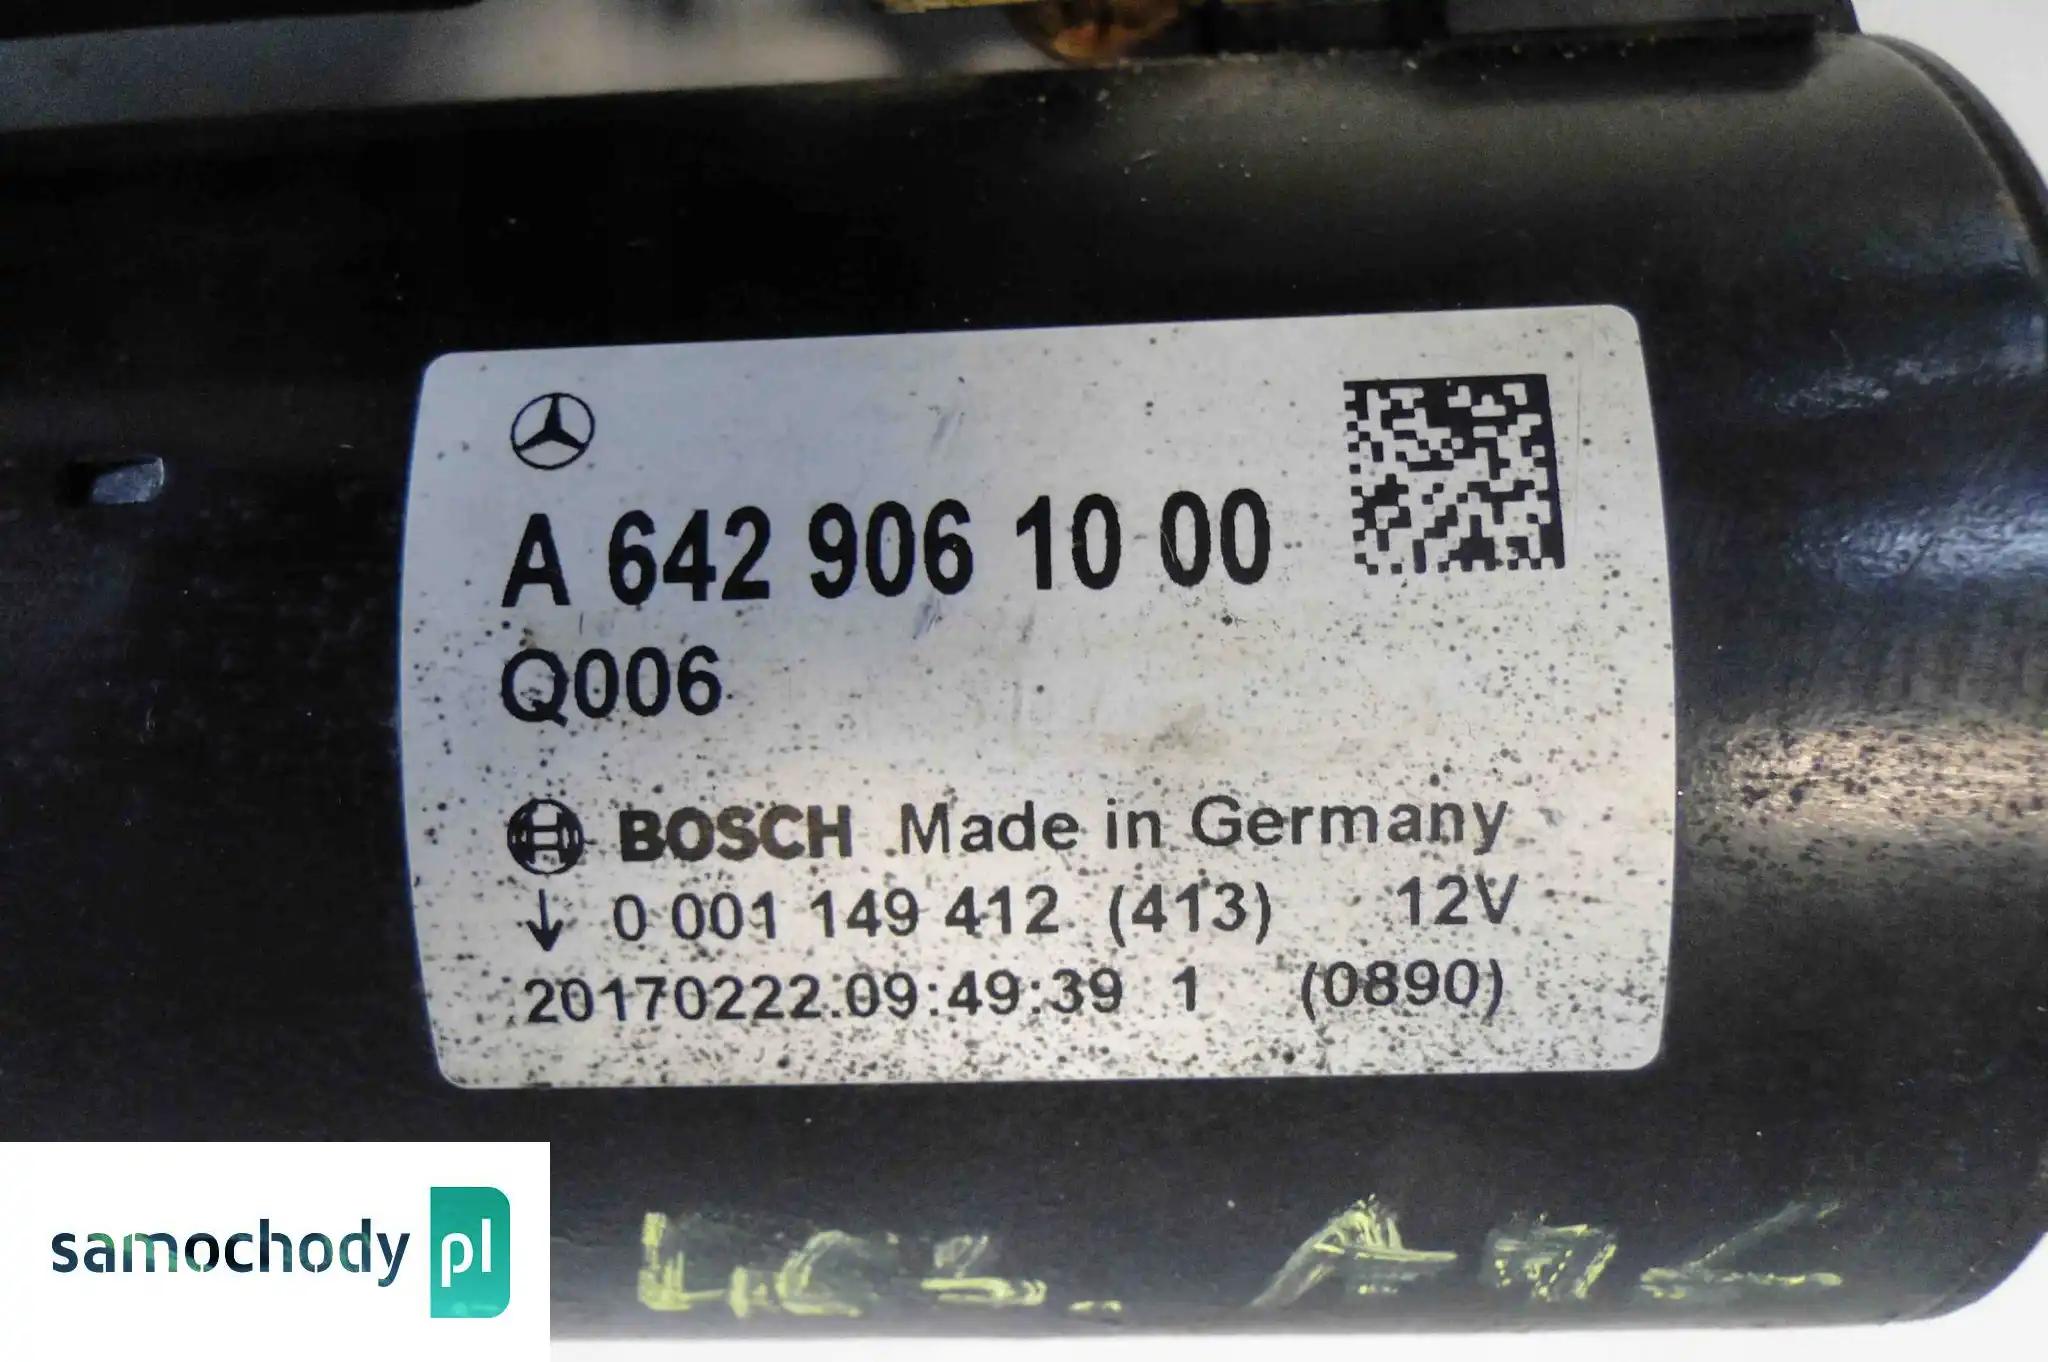 A 642 906 10 00
Q006
BOSCH Made in Germany
↓ 0 001 149 412 (413) 12V
20170222.09:49:39 1 (0890)
samochody pl